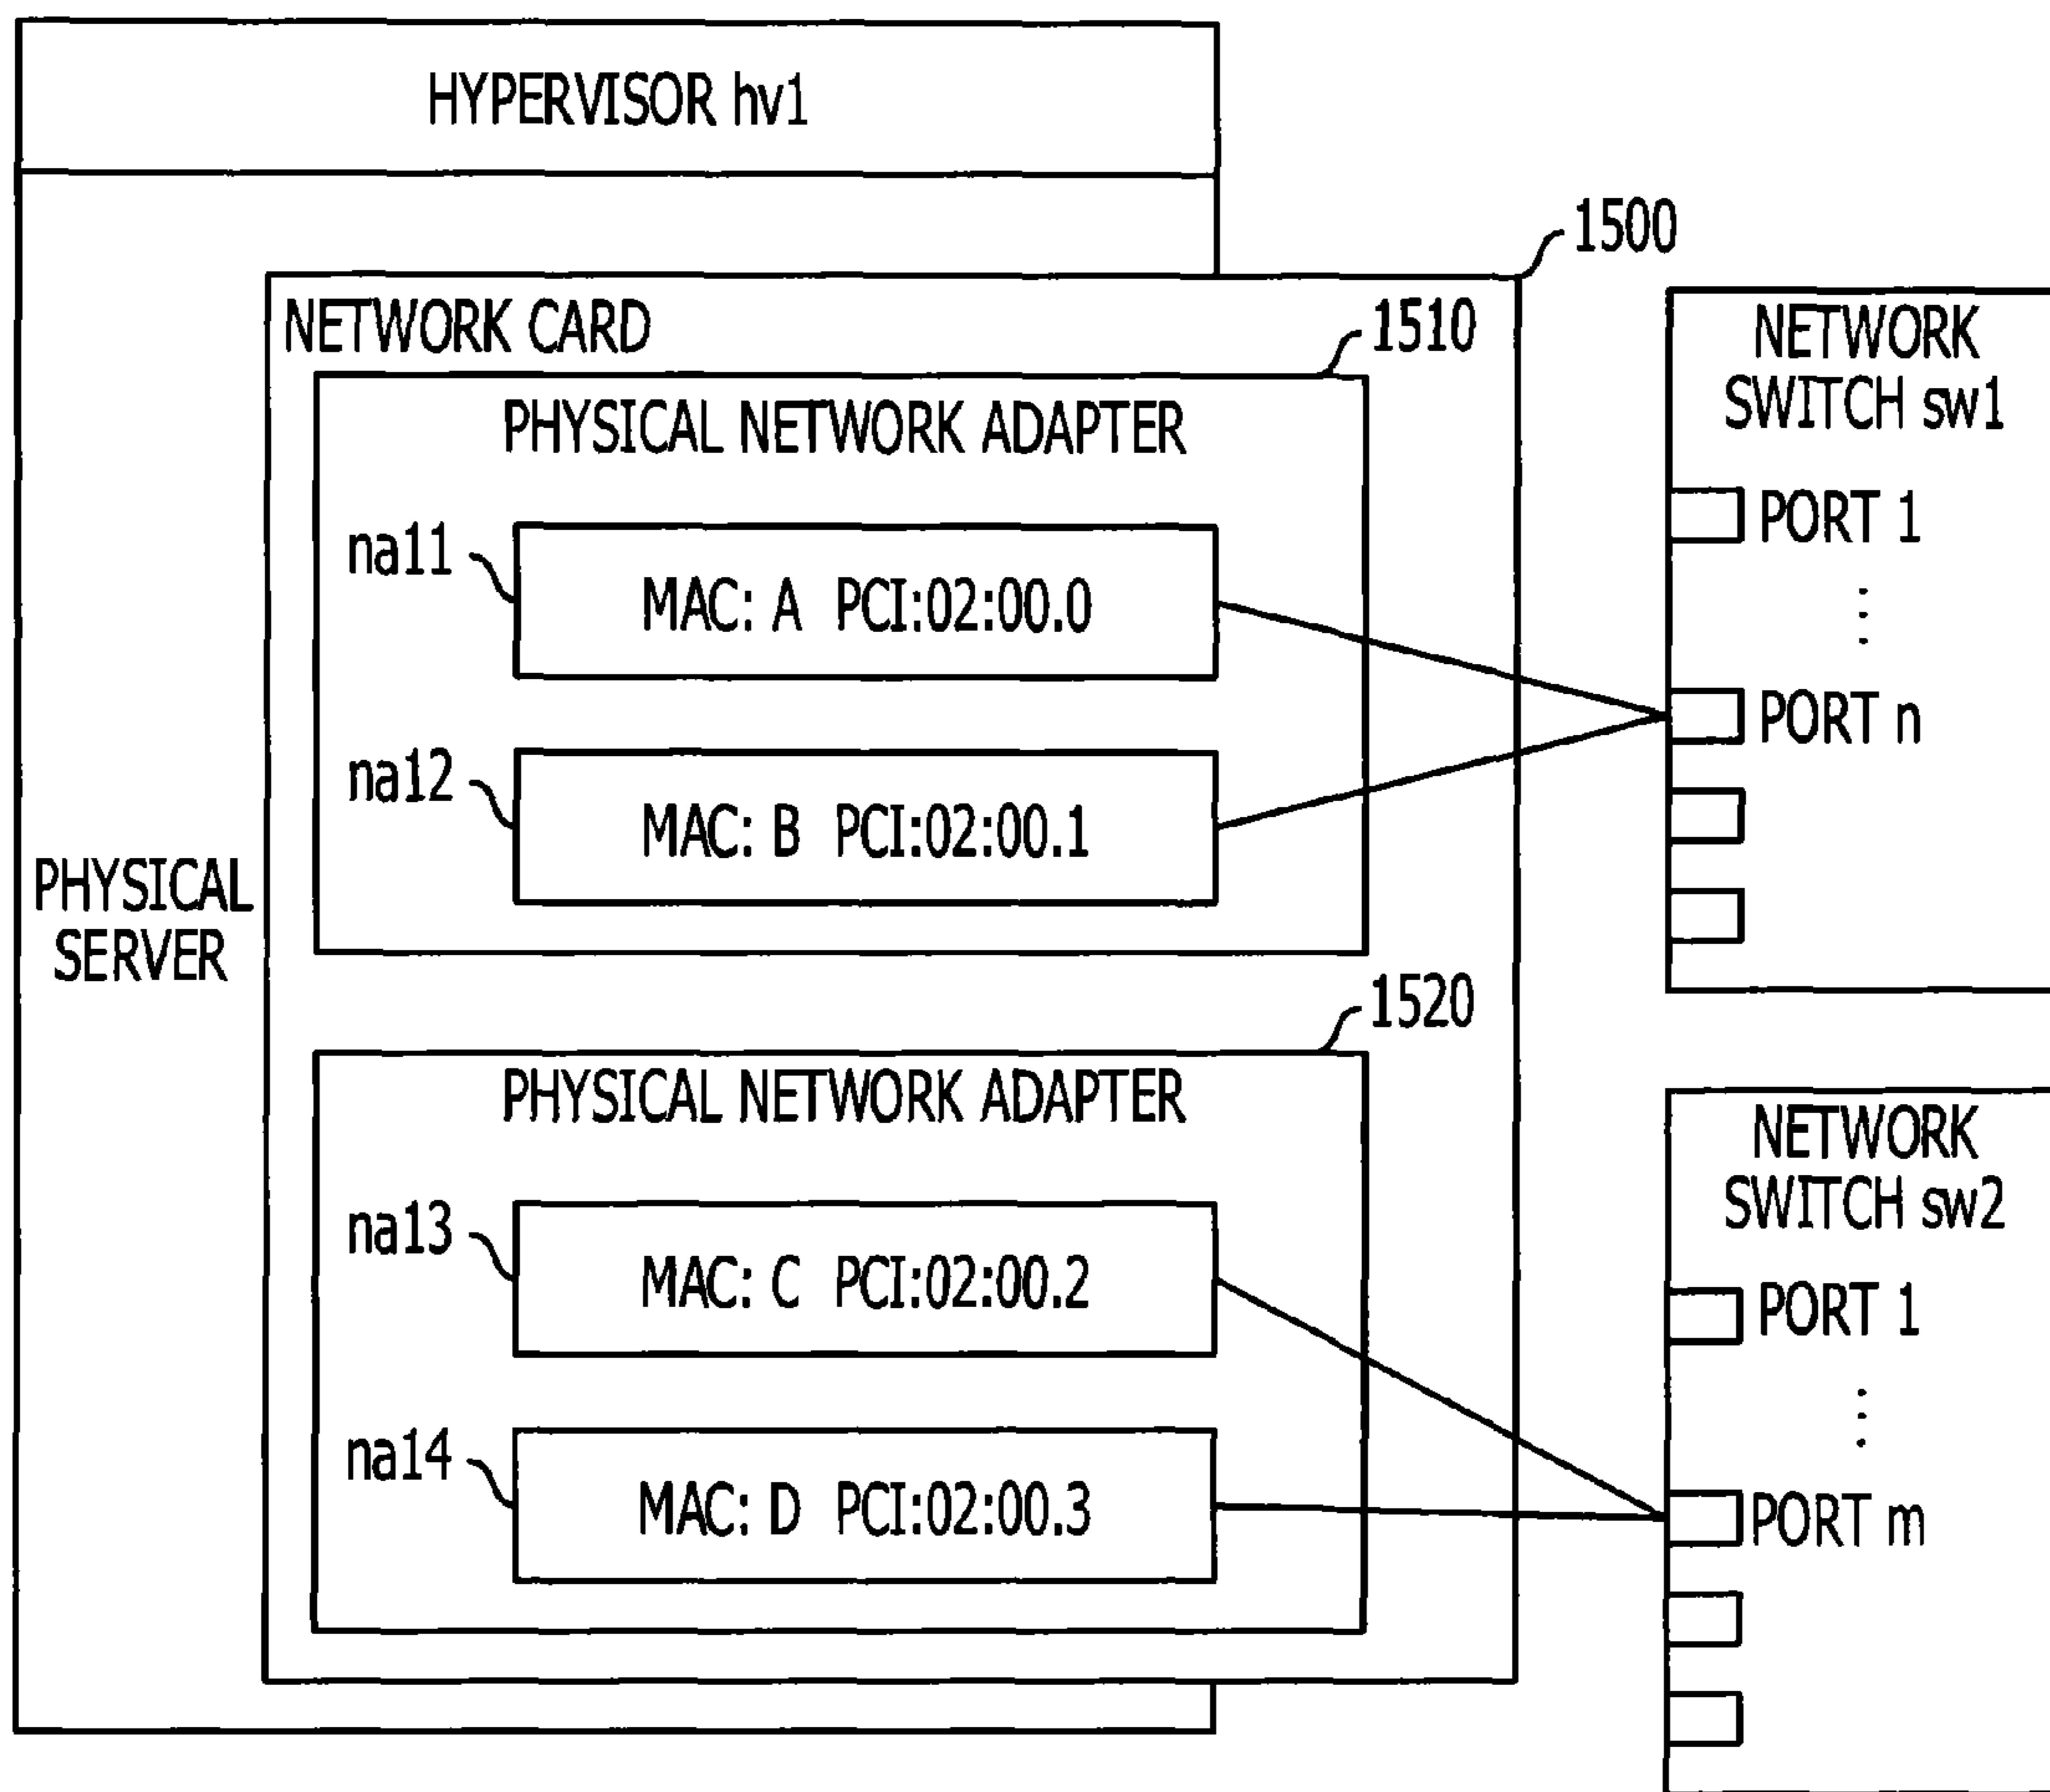 HYPERVISOR hv1
1500
NETWORK CARD
1510
PHYSICAL NETWORK ADAPTER
na11
MAC: A PCI:02:00.0
na12
MAC: B PCI:02:00.1
PHYSICAL
SERVER
1520
PHYSICAL NETWORK ADAPTER
na13
MAC: C PCI:02:00.2
na14
MAC: D PCI:02:00.3
NETWORK
SWITCH sw1
PORT 1
⋮
PORT n
NETWORK
SWITCH sw2
PORT 1
⋮
PORT m